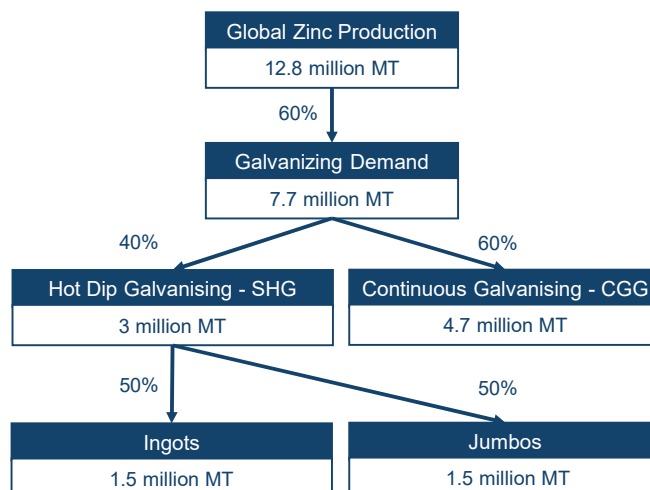 Global Zinc Production
12.8 million MT
60%
Galvanizing Demand
7.7 million MT
40%
60%
Hot Dip Galvanising - SHG
Continuous Galvanising - CGG
3 million MT
4.7 million MT
50%
50%
Ingots
Jumbos
1.5 million MT
1.5 million MT